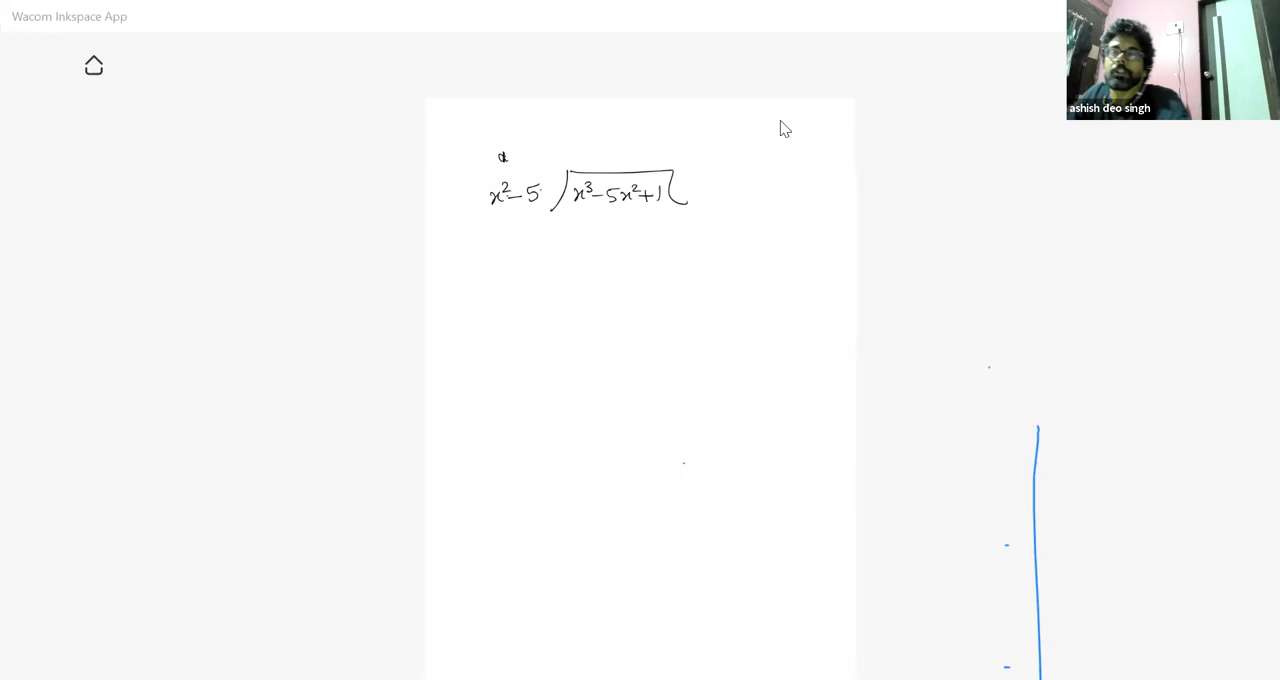 Wacom Inkspace App
ashish deo singh
x² - 5 ) x³ - 5x² + 1 (